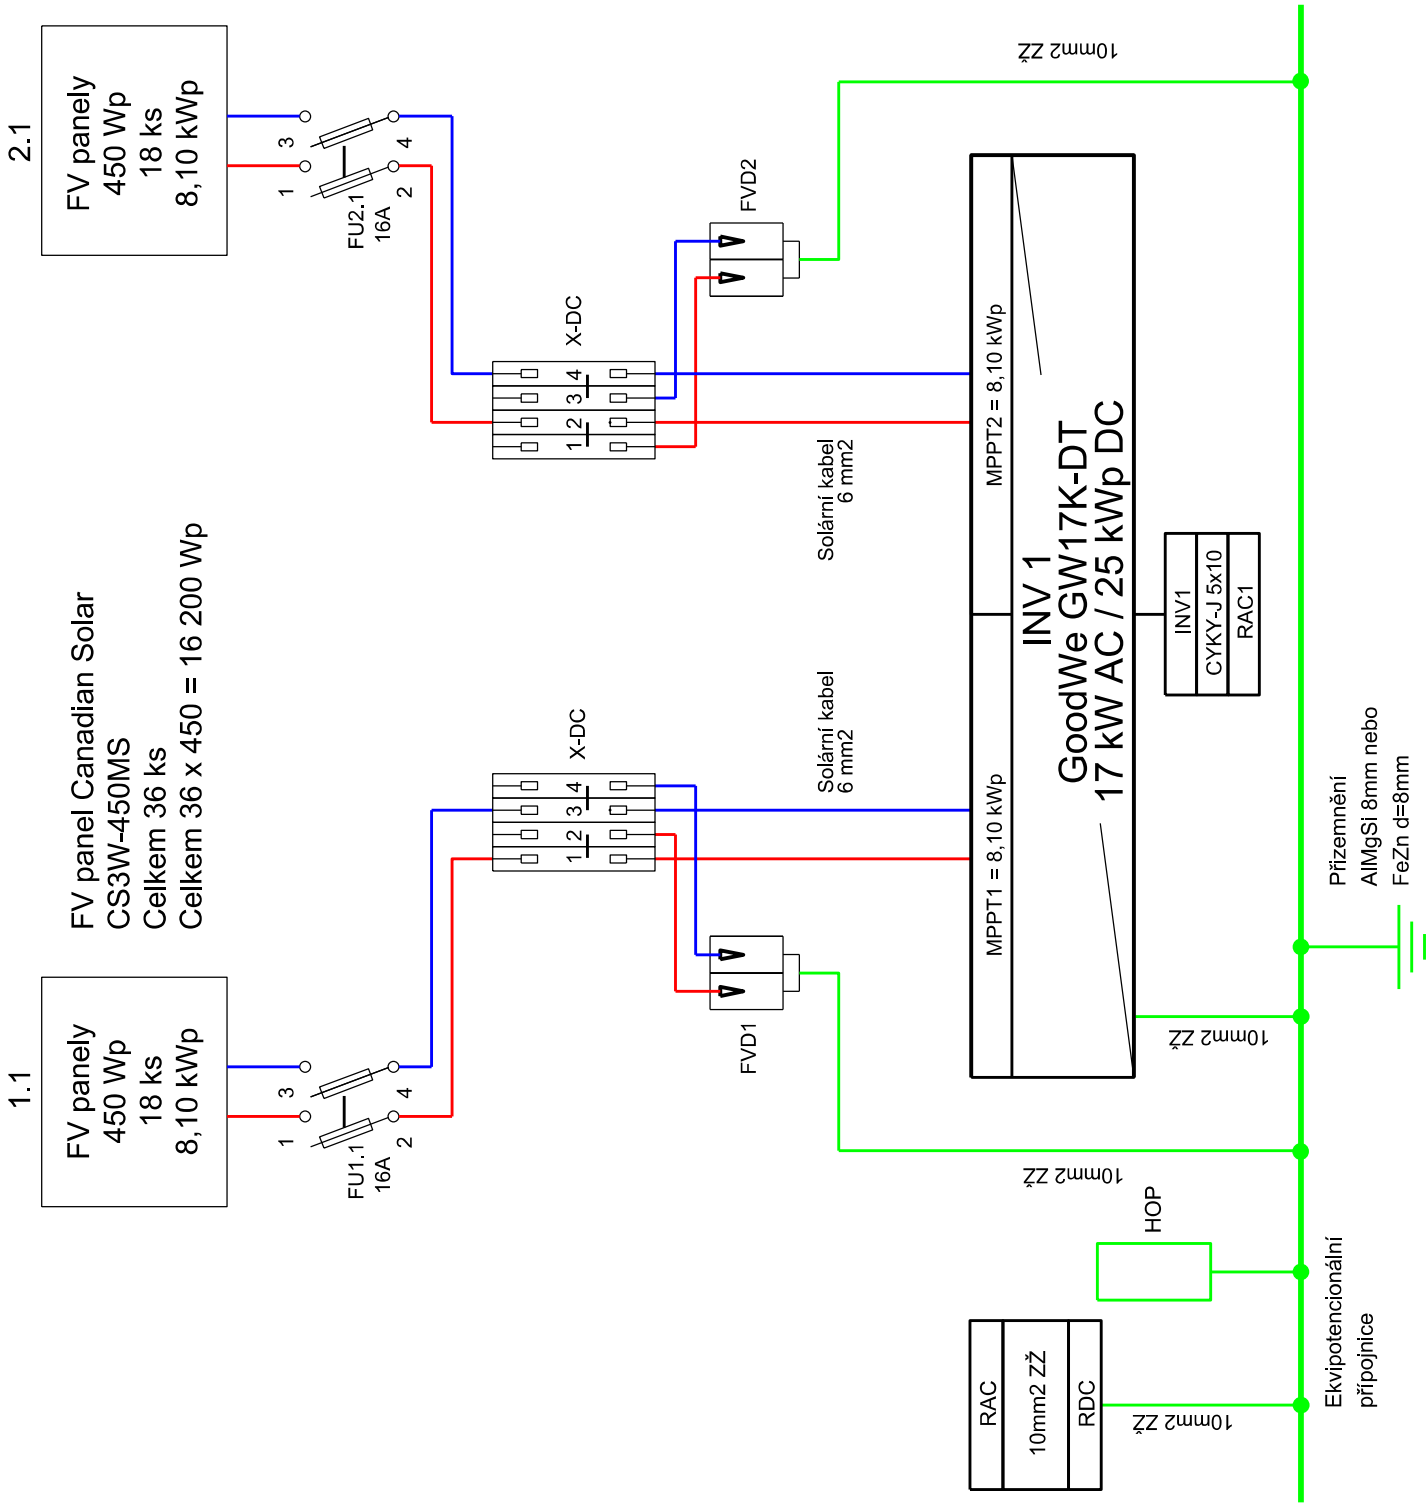 1.1
FV panely
450 Wp
18 ks
8,10 kWp
FV panel Canadian Solar
CS3W-450MS
Celkem 36 ks
Celkem 36 x 450 = 16 200 Wp
2.1
FV panely
450 Wp
18 ks
8,10 kWp
1
3
FU1.1
16A
2
4
1
3
FU2.1
16A
2
4
X-DC
1 2 3 4
X-DC
1 2 3 4
FVD1
FVD2
Solární kabel
6 mm2
Solární kabel
6 mm2
MPPT1 = 8,10 kWp
MPPT2 = 8,10 kWp
INV 1
GoodWe GW17K-DT
17 kW AC / 25 kWp DC
INV1
CYKY-J 5x10
RAC1
RAC
10mm2 ZŽ
RDC
HOP
10mm2 ZŽ
10mm2 ZŽ
10mm2 ZŽ
10mm2 ZŽ
Ekvipotencionální
přípojnice
Přizemnění
AlMgSi 8mm nebo
FeZn d=8mm